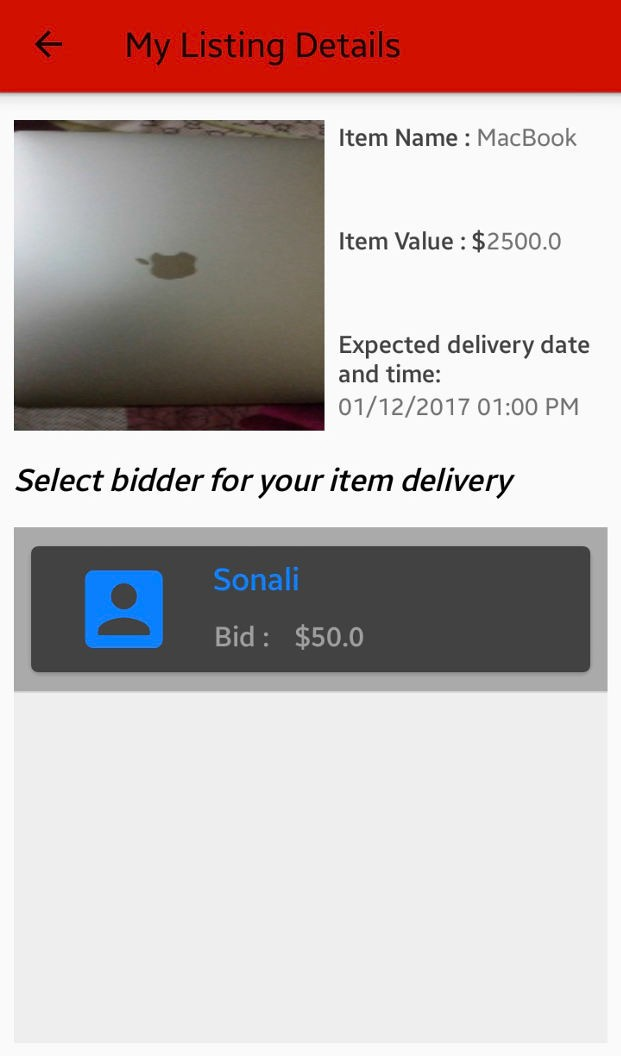 My Listing Details
Item Name : MacBook
Item Value : $2500.0
Expected delivery date
and time:
01/12/2017 01:00 PM
Select bidder for your item delivery
Sonali
Bid : $50.0